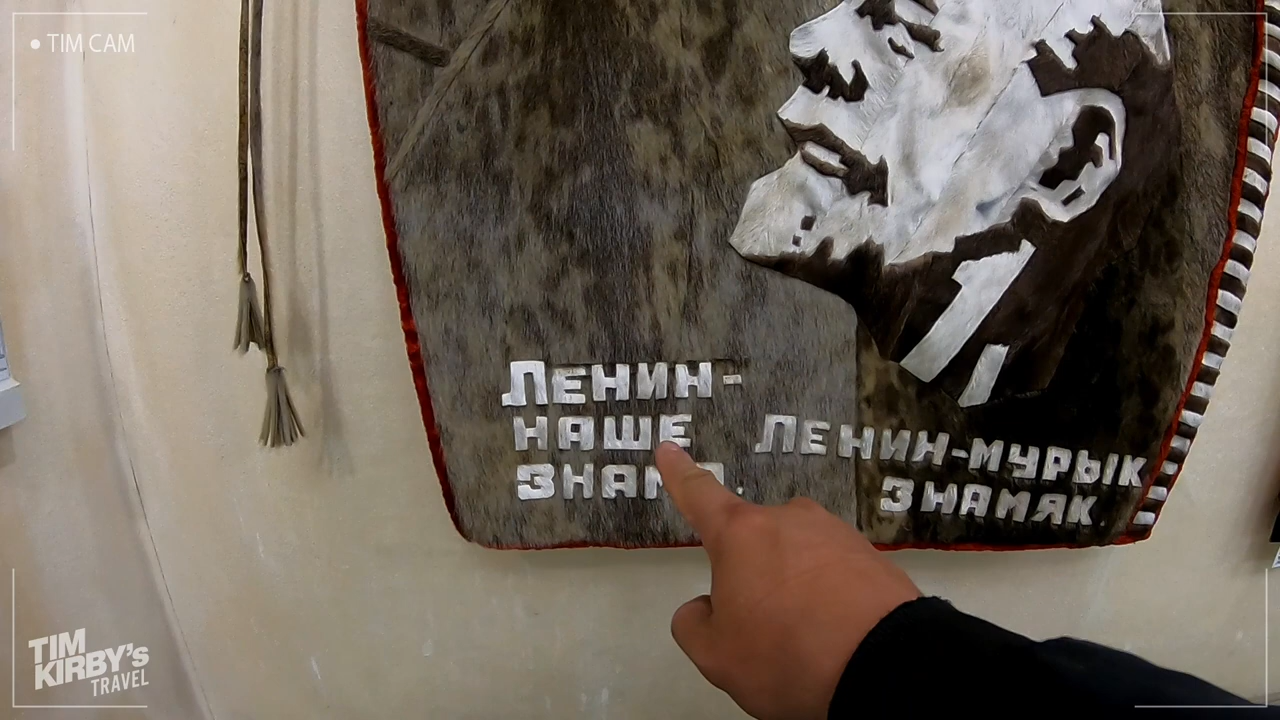 TIM CAM
ЛЕНИН-
НАШЕ
ЛЕНИН-МУРЫК
ЗНАМЯК
TIM
KIRBY'S
TRAVEL